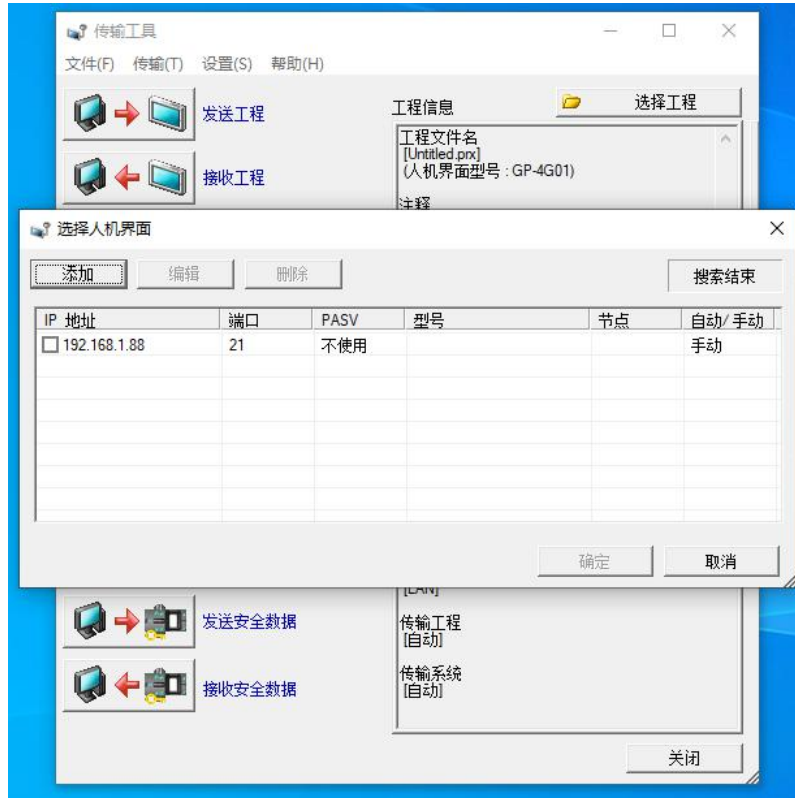 传输工具
文件(F) 传输(T) 设置(S) 帮助(H)
发送工程
工程信息
选择工程
工程文件名
[Untitled.prx]
(人机界面型号 : GP-4G01)
接收工程
注释
选择人机界面
添加 编辑 删除 搜索结束
IP 地址 端口 PASV 型号 节点 自动/手动
192.168.1.88 21 不使用 手动
确定 取消
[LAN]
发送安全数据
传输工程
[自动]
接收安全数据
传输系统
[自动]
关闭